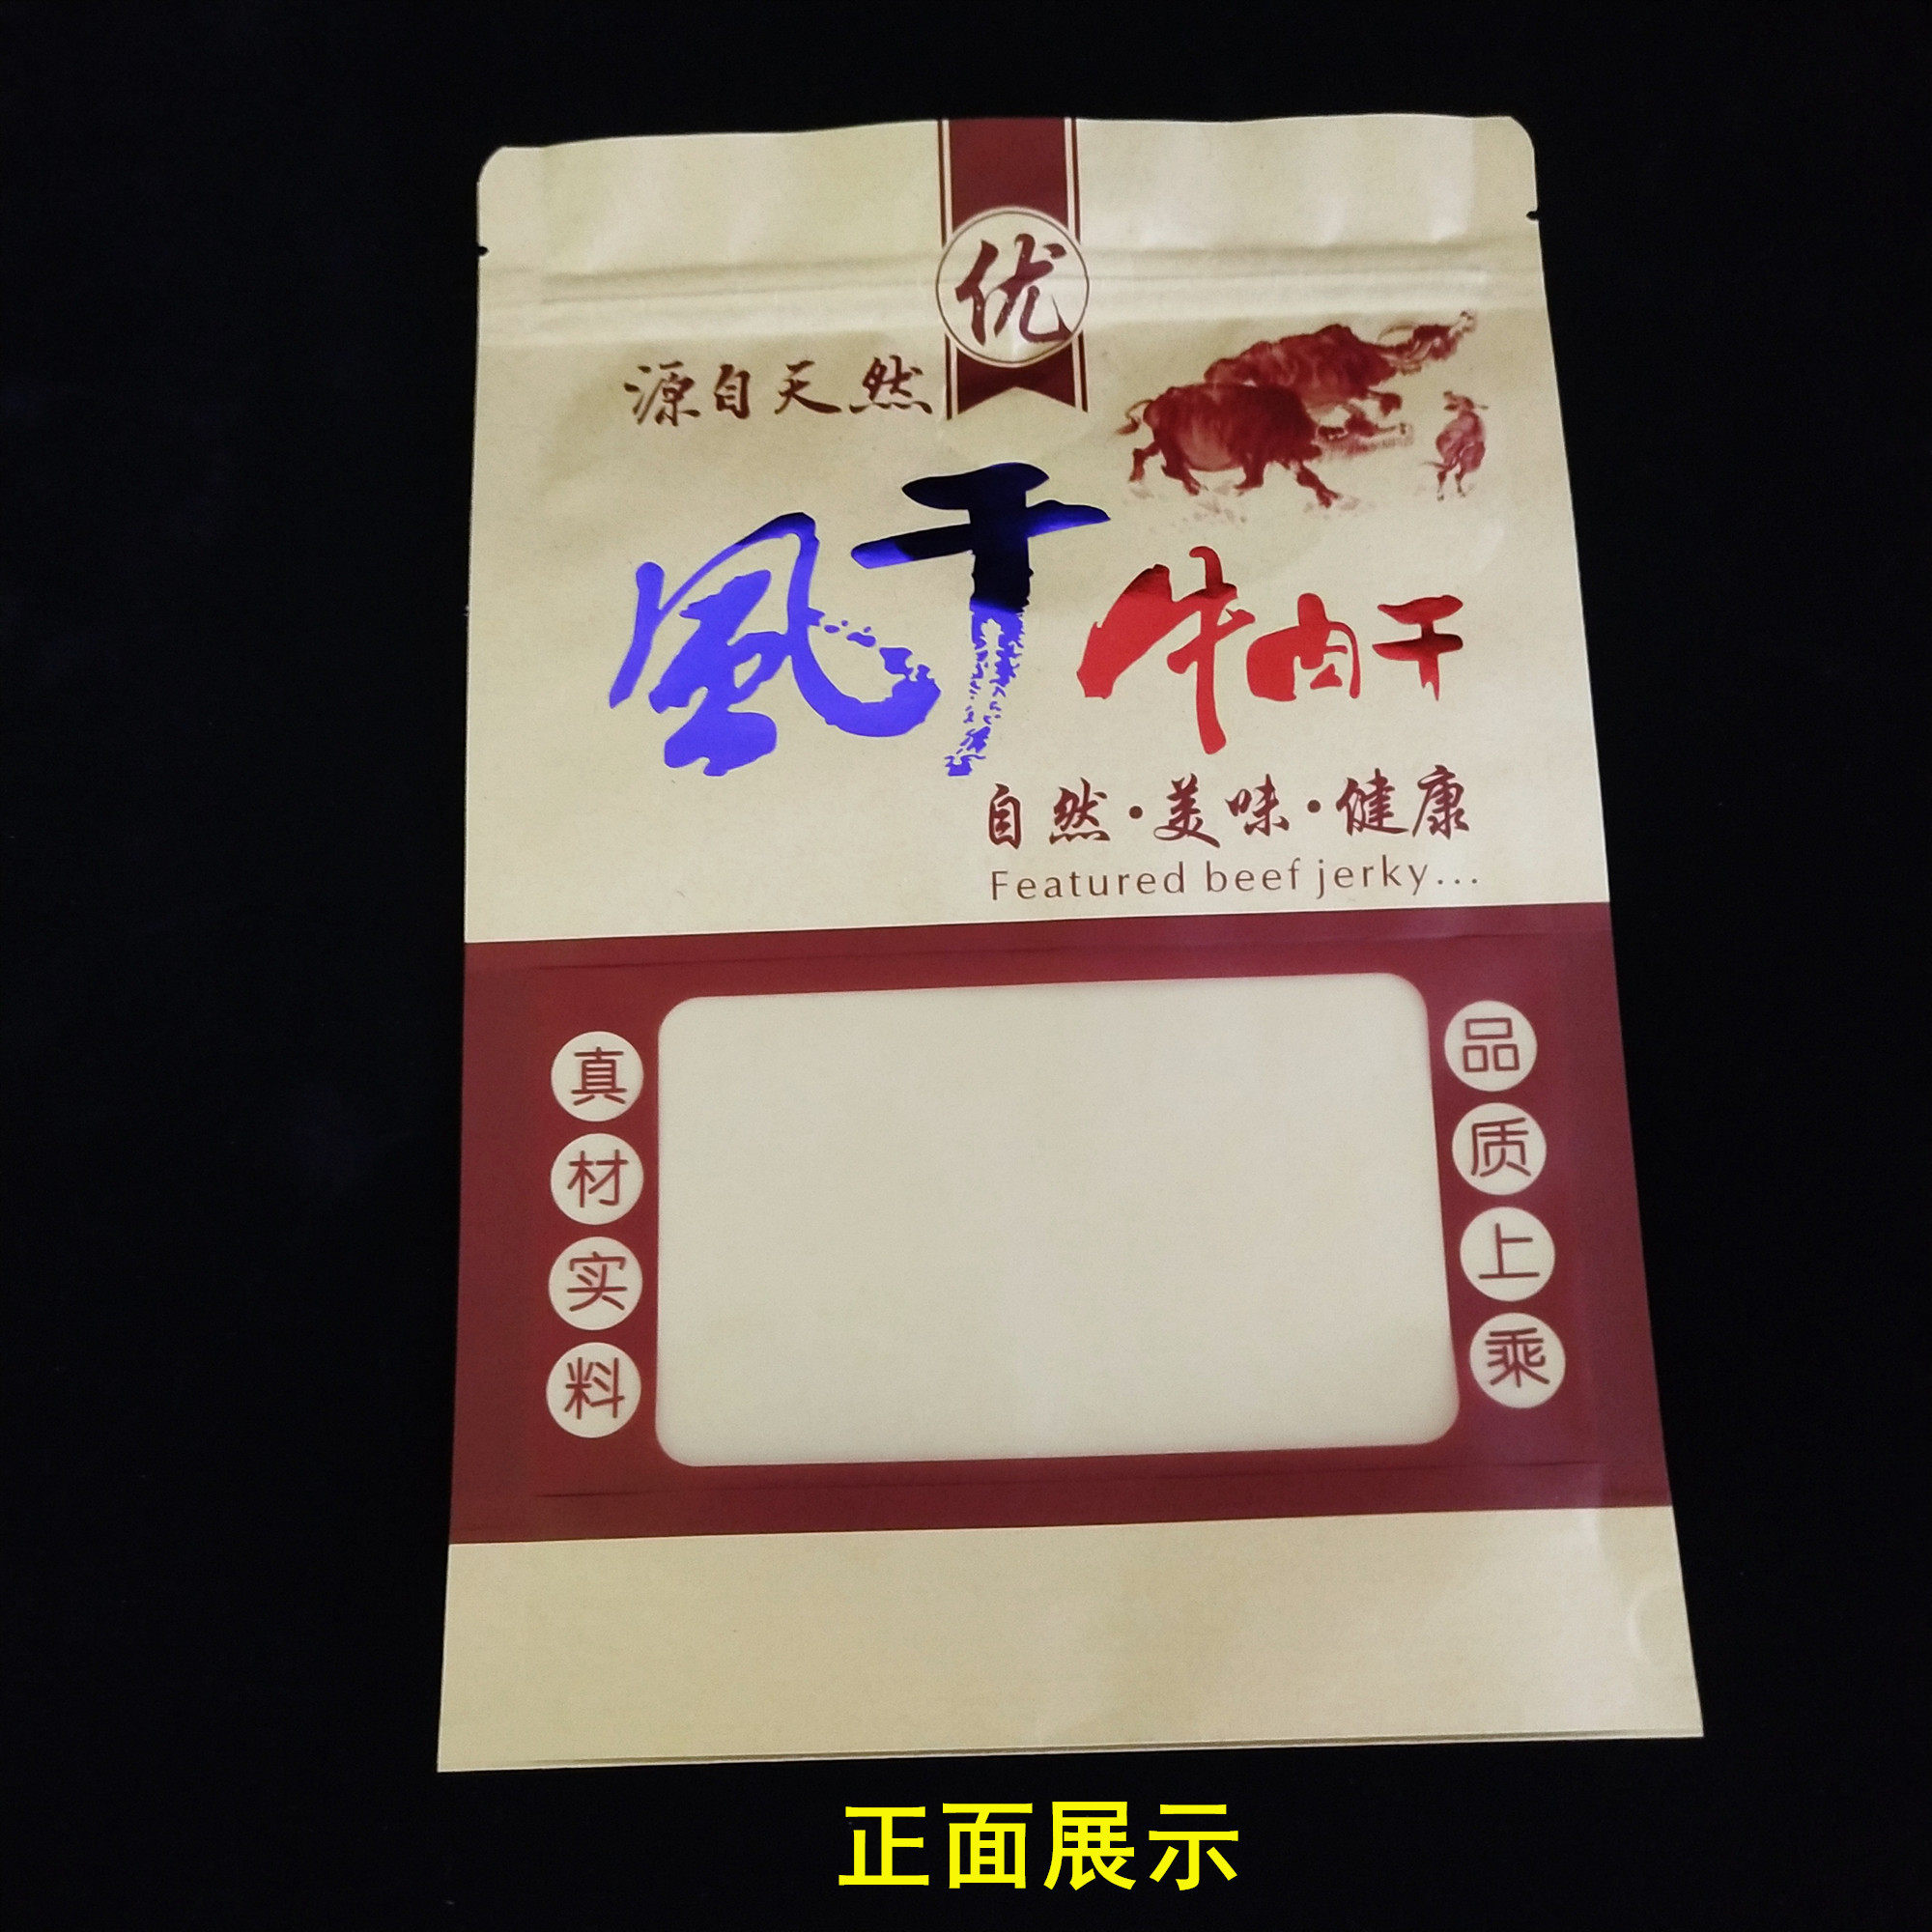 优
源自天然
風干牛肉干
自然·美味·健康
Featured beef jerky...
真材实料
品质上乘
正面展示